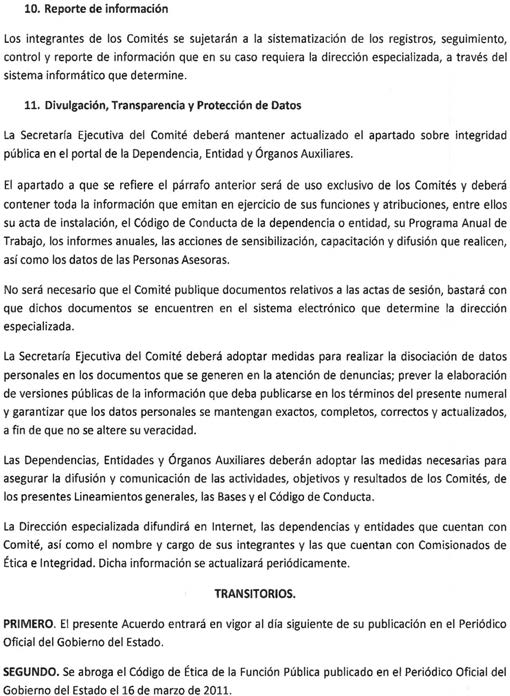 10. Reporte de información
Los integrantes de los Comités se sujetarán a la sistematización de los registros, seguimiento,
control y reporte de información que en su caso requiera la dirección especializada, a través del
sistema informático que determine.
11. Divulgación, Transparencia y Protección de Datos
La Secretaría Ejecutiva del Comité deberá mantener actualizado el apartado sobre integridad
pública en el portal de la Dependencia, Entidad y Órganos Auxiliares.
El apartado a que se refiere el párrafo anterior será de uso exclusivo de los Comités y deberá
contener toda la información que emitan en ejercicio de sus funciones y atribuciones, entre ellos
su acta de instalación, el Código de Conducta de la dependencia o entidad, su Programa Anual de
Trabajo, los informes anuales, las acciones de sensibilización, capacitación y difusión que realicen,
así como los datos de las Personas Asesoras.
No será necesario que el Comité publique documentos relativos a las actas de sesión, bastará con
que dichos documentos se encuentren en el sistema electrónico que determine la dirección
especializada.
La Secretaría Ejecutiva del Comité deberá adoptar medidas para realizar la disociación de datos
personales en los documentos que se generen en la atención de denuncias; prever la elaboración
de versiones públicas de la información que deba publicarse en los términos del presente numeral
y garantizar que los datos personales se mantengan exactos, completos, correctos y actualizados,
a fin de que no se altere su veracidad.
Las Dependencias, Entidades y Órganos Auxiliares deberán adoptar las medidas necesarias para
asegurar la difusión y comunicación de las actividades, objetivos y resultados de los Comités, de
los presentes Lineamientos generales, las Bases y el Código de Conducta.
La Dirección especializada difundirá en Internet, las dependencias y entidades que cuentan con
Comité, así como el nombre y cargo de sus integrantes y las que cuentan con Comisionados de
Ética e Integridad. Dicha información se actualizará periódicamente.
TRANSITORIOS.
PRIMERO. El presente Acuerdo entrará en vigor al día siguiente de su publicación en el Periódico
Oficial del Gobierno del Estado.
SEGUNDO. Se abroga el Código de Ética de la Función Pública publicado en el Periódico Oficial del
Gobierno del Estado el 16 de marzo de 2011.